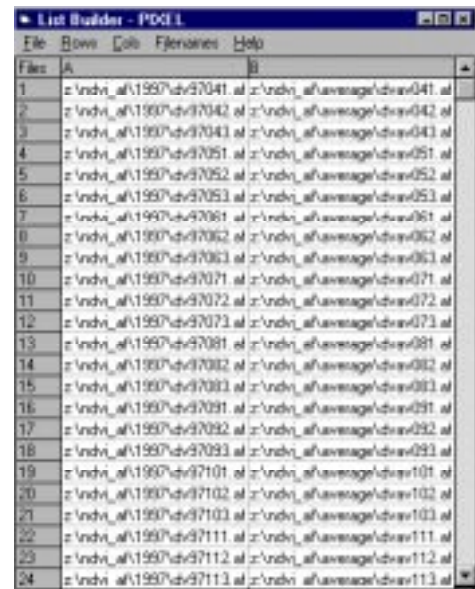 List Builder - PIXEL
File Rows Cols Filenames Help
Files A B
1 z:\ndvi_af\1997\dv97041.af z:\ndvi_af\average\dvav041.af
2 z:\ndvi_af\1997\dv97042.af z:\ndvi_af\average\dvav042.af
3 z:\ndvi_af\1997\dv97043.af z:\ndvi_af\average\dvav043.af
4 z:\ndvi_af\1997\dv97051.af z:\ndvi_af\average\dvav051.af
5 z:\ndvi_af\1997\dv97052.af z:\ndvi_af\average\dvav052.af
6 z:\ndvi_af\1997\dv97053.af z:\ndvi_af\average\dvav053.af
7 z:\ndvi_af\1997\dv97061.af z:\ndvi_af\average\dvav061.af
8 z:\ndvi_af\1997\dv97062.af z:\ndvi_af\average\dvav062.af
9 z:\ndvi_af\1997\dv97063.af z:\ndvi_af\average\dvav063.af
10 z:\ndvi_af\1997\dv97071.af z:\ndvi_af\average\dvav071.af
11 z:\ndvi_af\1997\dv97072.af z:\ndvi_af\average\dvav072.af
12 z:\ndvi_af\1997\dv97073.af z:\ndvi_af\average\dvav073.af
13 z:\ndvi_af\1997\dv97081.af z:\ndvi_af\average\dvav081.af
14 z:\ndvi_af\1997\dv97082.af z:\ndvi_af\average\dvav082.af
15 z:\ndvi_af\1997\dv97083.af z:\ndvi_af\average\dvav083.af
16 z:\ndvi_af\1997\dv97091.af z:\ndvi_af\average\dvav091.af
17 z:\ndvi_af\1997\dv97092.af z:\ndvi_af\average\dvav092.af
18 z:\ndvi_af\1997\dv97093.af z:\ndvi_af\average\dvav093.af
19 z:\ndvi_af\1997\dv97101.af z:\ndvi_af\average\dvav101.af
20 z:\ndvi_af\1997\dv97102.af z:\ndvi_af\average\dvav102.af
21 z:\ndvi_af\1997\dv97103.af z:\ndvi_af\average\dvav103.af
22 z:\ndvi_af\1997\dv97111.af z:\ndvi_af\average\dvav111.af
23 z:\ndvi_af\1997\dv97112.af z:\ndvi_af\average\dvav112.af
24 z:\ndvi_af\1997\dv97113.af z:\ndvi_af\average\dvav113.af